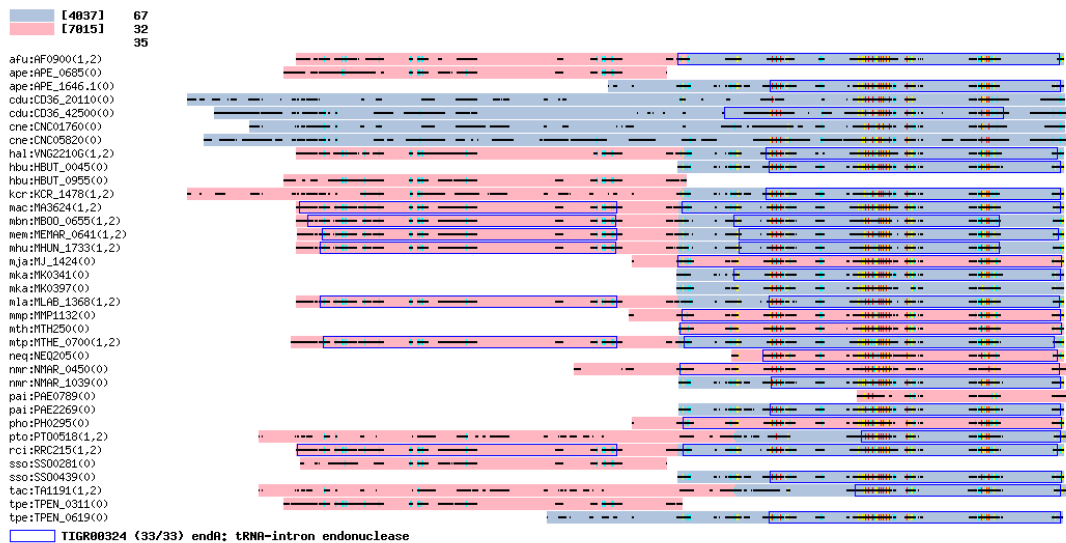 [4037] 67
[7015] 32
35
afu:AF0900(1,2)
ape:APE_0685(0)
ape:APE_1646.1(0)
cdu:CD36_20110(0)
cdu:CD36_42500(0)
cne:CNC01760(0)
cne:CNC05820(0)
hal:VNG2210G(1,2)
hbu:HBUT_0045(0)
hbu:HBUT_0955(0)
kcr:KCR_1478(1,2)
mac:MA3624(1,2)
mbn:MBOO_0655(1,2)
mem:MEMAR_0641(1,2)
mhu:MHUN_1733(1,2)
mja:MJ_1424(0)
mka:MK0341(0)
mka:MK0397(0)
mla:MLAB_1368(1,2)
mmp:MMP1132(0)
mth:MTH250(0)
mtp:MTHE_0700(1,2)
neq:NEQ205(0)
nmr:NMAR_0450(0)
nmr:NMAR_1039(0)
pai:PAE0789(0)
pai:PAE2269(0)
pho:PH0295(0)
pto:PTO0518(1,2)
rci:RRC215(1,2)
sso:SSO0281(0)
sso:SSO0439(0)
tac:TA1191(1,2)
tpe:TPEN_0311(0)
tpe:TPEN_0619(0)
TIGR00324 (33/33) endA: tRNA-intron endonuclease